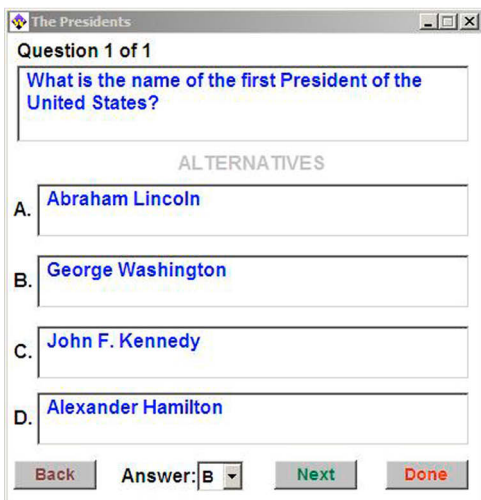 The Presidents
Question 1 of 1
What is the name of the first President of the
United States?
ALTERNATIVES
A. Abraham Lincoln
B. George Washington
C. John F. Kennedy
D. Alexander Hamilton
Back Answer: B Next Done